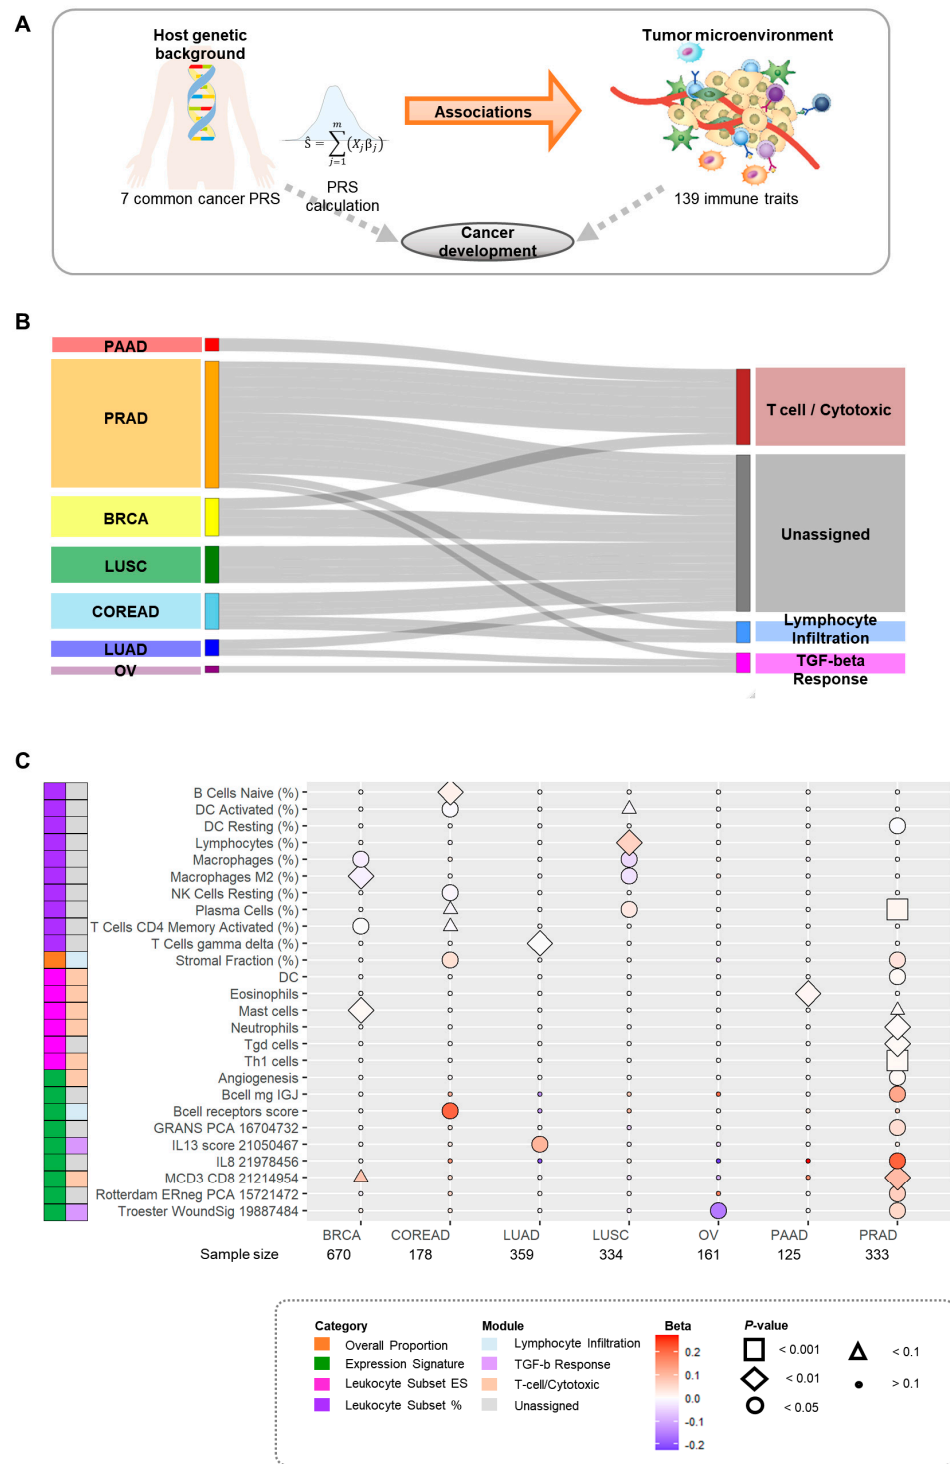 A
Host genetic
background
Tumor microenvironment
Associations
Ŝ = ∑ (Xjβj)
m
j=1
7 common cancer PRS
PRS
calculation
139 immune traits
Cancer
development
B
PAAD
PRAD
BRCA
LUSC
COREAD
LUAD
OV
T cell / Cytotoxic
Unassigned
Lymphocyte
Infiltration
TGF-beta
Response
C
B Cells Naive (%)
DC Activated (%)
DC Resting (%)
Lymphocytes (%)
Macrophages (%)
Macrophages M2 (%)
NK Cells Resting (%)
Plasma Cells (%)
T Cells CD4 Memory Activated (%)
T Cells gamma delta (%)
Stromal Fraction (%)
DC
Eosinophils
Mast cells
Neutrophils
Tgd cells
Th1 cells
Angiogenesis
Bcell mg IGJ
Bcell receptors score
GRANS PCA 16704732
IL13 score 21050467
IL8 21978456
MCD3 CD8 21214954
Rotterdam ERneg PCA 15721472
Troester WoundSig 19887484
BRCA COREAD LUAD LUSC OV PAAD PRAD
Sample size 670 178 359 334 161 125 333
Category
Overall Proportion
Expression Signature
Leukocyte Subset ES
Leukocyte Subset %
Module
Lymphocyte Infiltration
TGF-b Response
T-cell/Cytotoxic
Unassigned
Beta
0.2
0.1
0.0
-0.1
-0.2
P-value
< 0.001
< 0.01
< 0.05
< 0.1
> 0.1